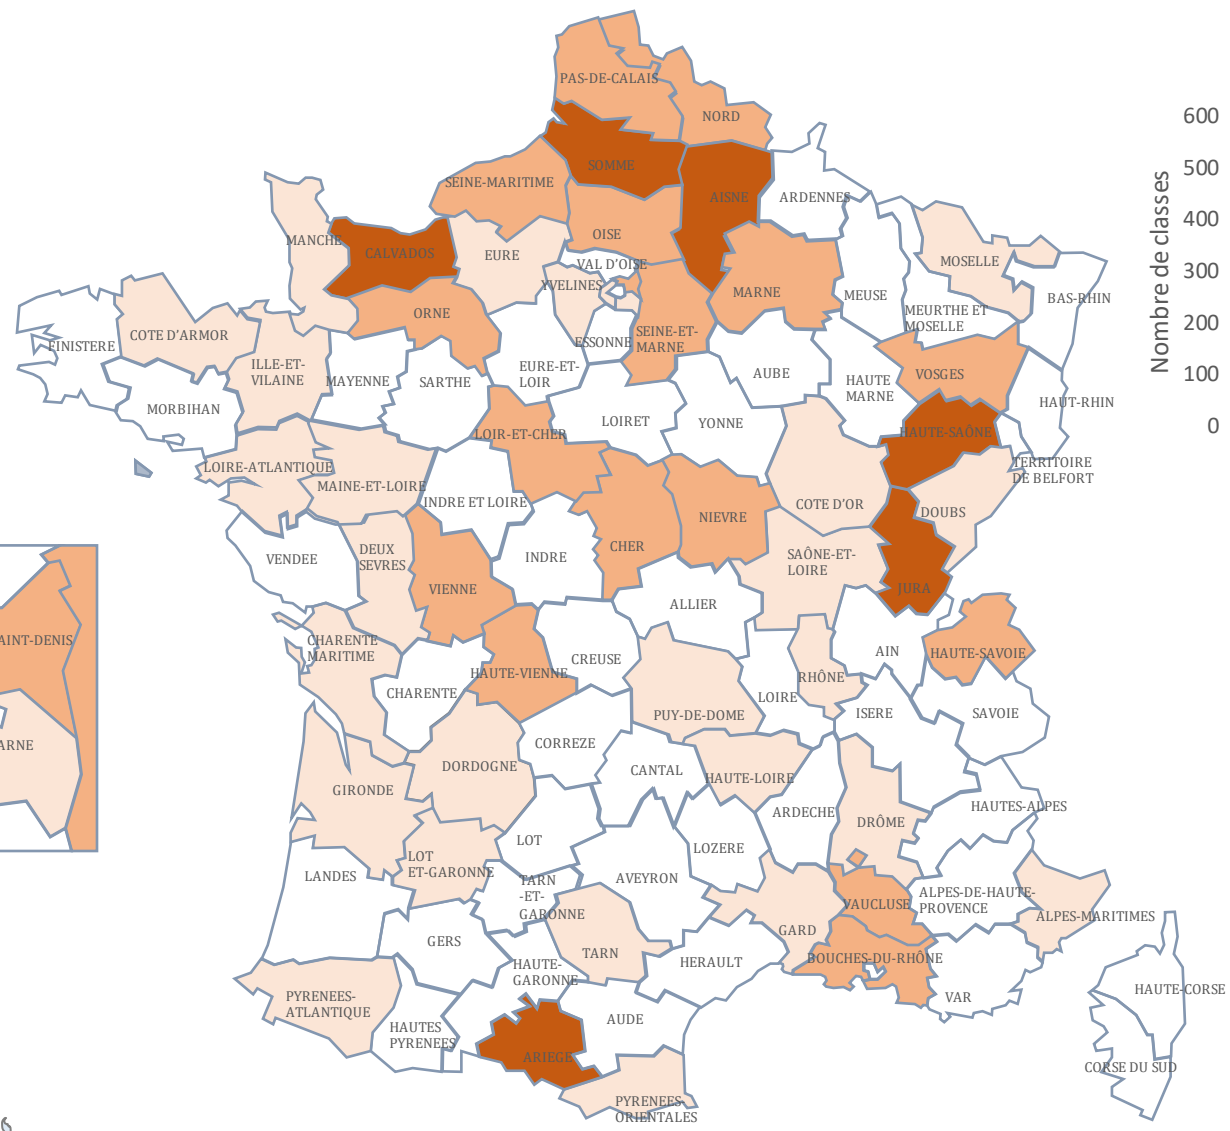 PAS-DE-CALAIS
NORD
600
SOMME
500
SEINE-MARITIME
AISNE
ARDENNES
400
MANCHE
CALVADOS
EURE
OISE
VAL D'OISE
MOSELLE
300
YVELINES
MARNE
MEUSE
BAS-RHIN
Nombre de classes
COTE D'ARMOR
ORNE
MEURTHE ET
MOSELLE
200
FINISTERE
ESSONNE
SEINE-ET-
MARNE
ILLE-ET-
VILAINE
MAYENNE
SARTHE
EURE-ET-
LOIR
AUBE
HAUTE
MARNE
VOSGES
100
MORBIHAN
HAUT-RHIN
LOIR-ET-CHER
LOIRET
YONNE
HAUTE-SAÔNE
0
LOIRE-ATLANTIQUE
MAINE-ET-LOIRE
INDRE ET LOIRE
TERRITOIRE
DE BELFORT
NIEVRE
COTE D'OR
DOUBS
VENDEE
DEUX
SEVRES
INDRE
CHER
SAÔNE-ET-
LOIRE
VIENNE
JURA
ALLIER
AINT-DENIS
CHARENTE
MARITIME
HAUTE-VIENNE
CREUSE
AIN
HAUTE-SAVOIE
CHARENTE
LOIRE
RHÔNE
ARNE
PUY-DE-DOME
ISERE
SAVOIE
CORREZE
DORDOGNE
CANTAL
HAUTE-LOIRE
GIRONDE
ARDECHE
DRÔME
HAUTES-ALPES
LOT
LOZERE
LOT
ET-GARONNE
LANDES
TARN
-ET-
GARONNE
AVEYRON
VAUCLUSE
ALPES-DE-HAUTE-
PROVENCE
ALPES-MARITIMES
GERS
TARN
GARD
HERAULT
BOUCHES-DU-RHÔNE
HAUTE-
GARONNE
VAR
HAUTE-CORSE
PYRENEES-
ATLANTIQUE
HAUTES
PYRENEES
AUDE
ARIEGE
CORSE DU SUD
PYRENEES-
ORIENTALES